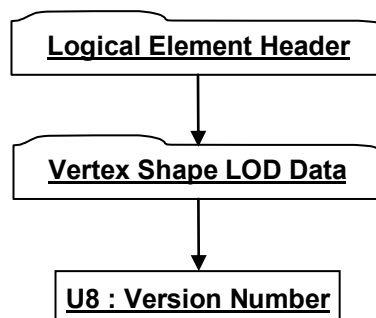 Logical Element Header
Vertex Shape LOD Data
U8 : Version Number